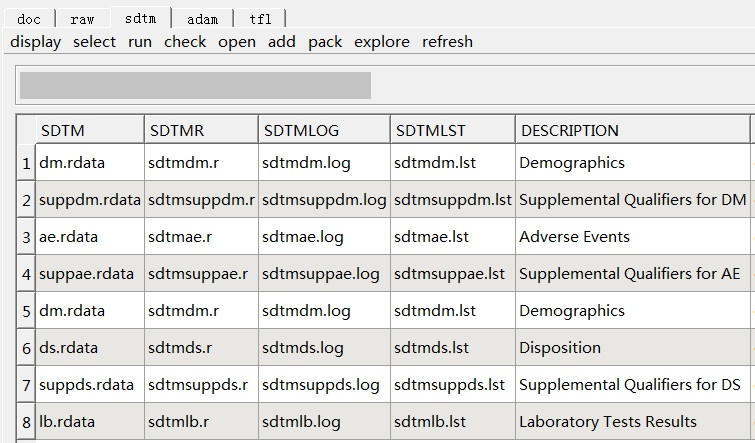 doc raw sdtm adam tfl
display select run check open add pack explore refresh
SDTM SDTMR SDTMLOG SDTMLST DESCRIPTION
1 dm.rdata sdtmdm.r sdtmdm.log sdtmdm.lst Demographics
2 suppdm.rdata sdtmsuppdm.r sdtmsuppdm.log sdtmsuppdm.lst Supplemental Qualifiers for DM
3 ae.rdata sdtmae.r sdtmae.log sdtmae.lst Adverse Events
4 suppae.rdata sdtmsuppae.r sdtmsuppae.log sdtmsuppae.lst Supplemental Qualifiers for AE
5 dm.rdata sdtmdm.r sdtmdm.log sdtmdm.lst Demographics
6 ds.rdata sdtmds.r sdtmds.log sdtmds.lst Disposition
7 suppds.rdata sdtmsuppds.r sdtmsuppds.log sdtmsuppds.lst Supplemental Qualifiers for DS
8 lb.rdata sdtmlb.r sdtmlb.log sdtmlb.lst Laboratory Tests Results